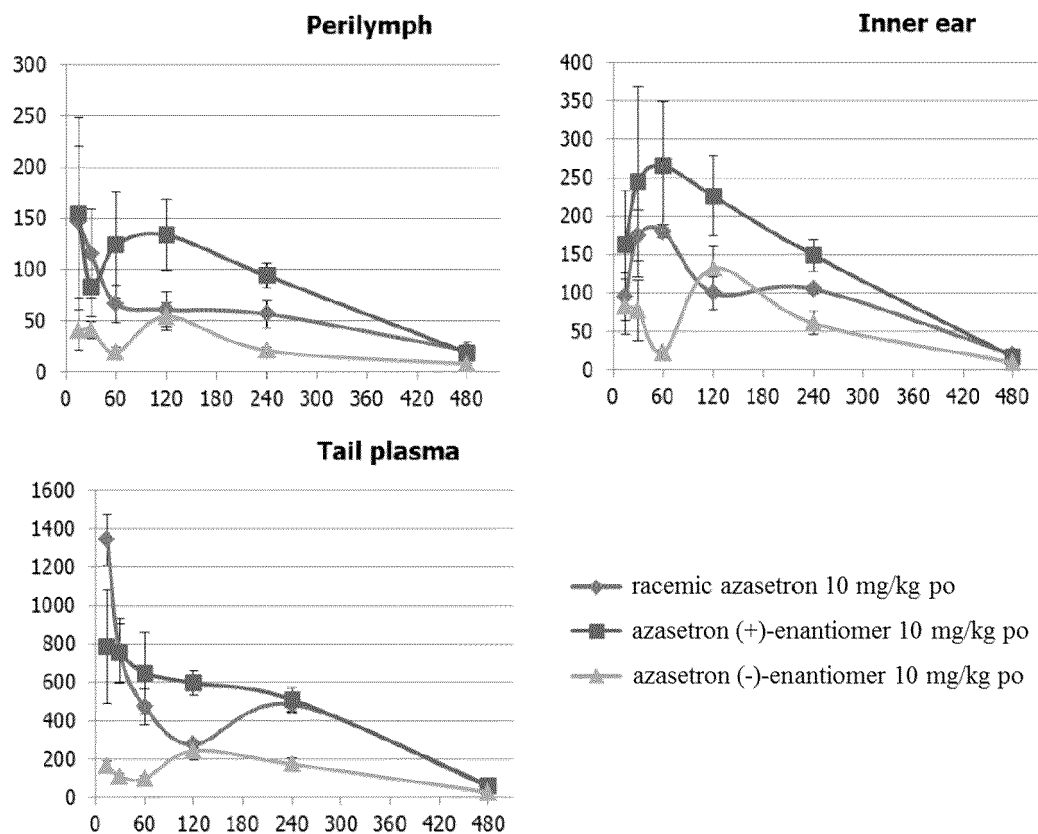 Perilymph
300
250
200
150
100
50
0
0 60 120 180 240 300 360 420 480
Inner ear
400
350
300
250
200
150
100
50
0
0 60 120 180 240 300 360 420 480
Tail plasma
1600
1400
1200
1000
800
600
400
200
0
0 60 120 180 240 300 360 420 480
racemic azasetron 10 mg/kg po
azasetron (+)-enantiomer 10 mg/kg po
azasetron (-)-enantiomer 10 mg/kg po